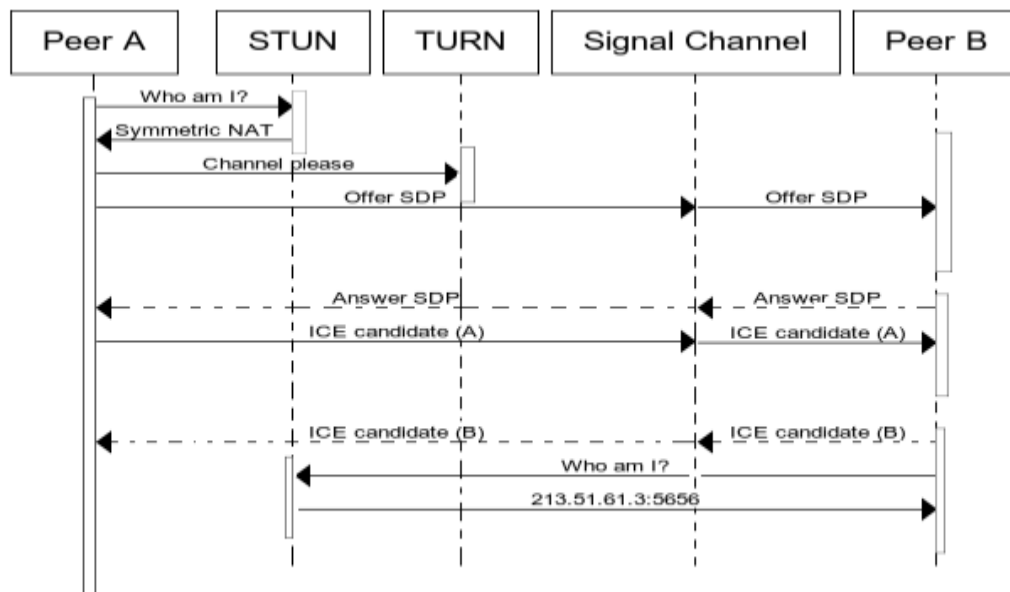 Peer A
STUN
TURN
Signal Channel
Peer B
Who am I?
Symmetric NAT
Channel please
Offer SDP
Offer SDP
Answer SDP
Answer SDP
ICE candidate (A)
ICE candidate (A)
ICE candidate (B)
ICE candidate (B)
Who am I?
213.51.61.3:5656